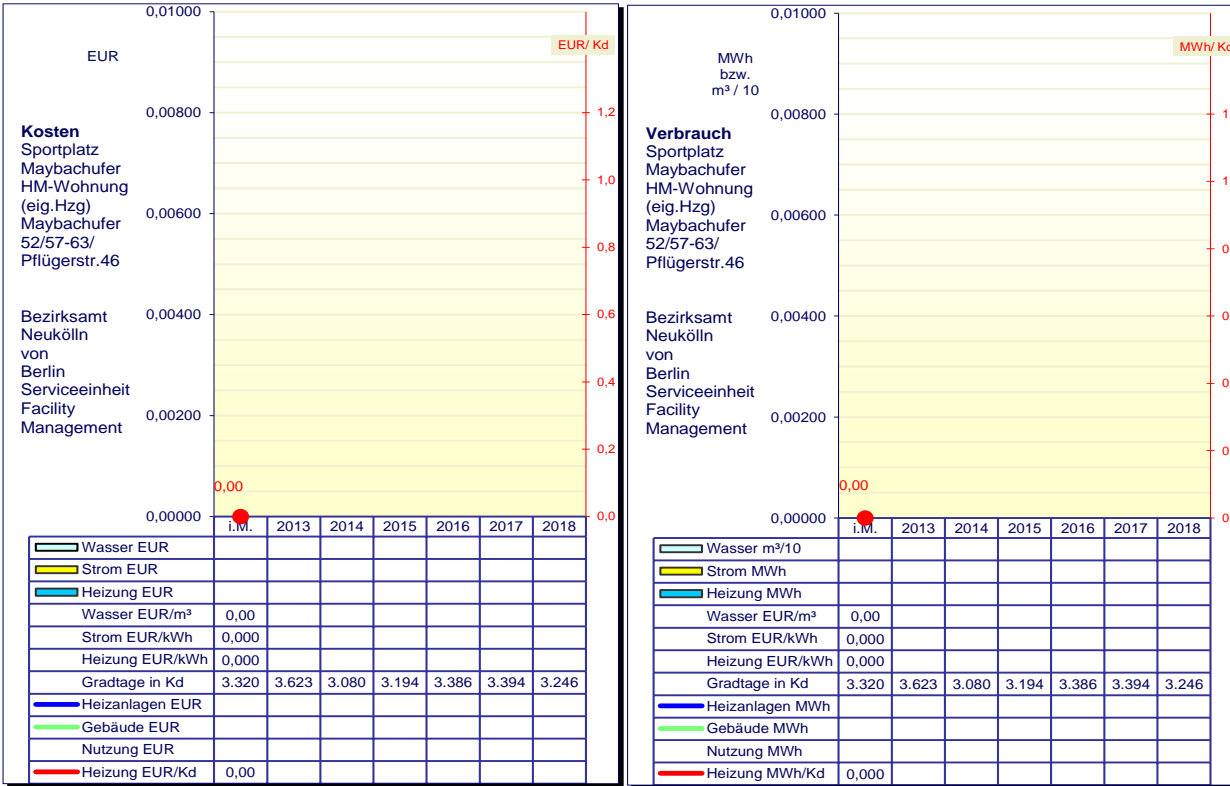 EUR
EUR/ Kd
Kosten
Sportplatz
Maybachufer
HM-Wohnung
(eig.Hzg)
Maybachufer
52/57-63/
Pflügerstr.46
Bezirksamt
Neukölln
von
Berlin
Serviceeinheit
Facility
Management
0,01000
0,00800
0,00600
0,00400
0,00200
0,00000
1,2
1,0
0,8
0,6
0,4
0,2
0,0
0,00
i.M. 2013 2014 2015 2016 2017 2018
Wasser EUR
Strom EUR
Heizung EUR
Wasser EUR/m³ 0,00
Strom EUR/kWh 0,000
Heizung EUR/kWh 0,000
Gradtage in Kd 3.320 3.623 3.080 3.194 3.386 3.394 3.246
Heizanlagen EUR
Gebäude EUR
Nutzung EUR
Heizung EUR/Kd 0,00
MWh
bzw.
m³ / 10
MWh/ Kd
Verbrauch
Sportplatz
Maybachufer
HM-Wohnung
(eig.Hzg)
Maybachufer
52/57-63/
Pflügerstr.46
Bezirksamt
Neukölln
von
Berlin
Serviceeinheit
Facility
Management
0,01000
0,00800
0,00600
0,00400
0,00200
0,00000
0,00
i.M. 2013 2014 2015 2016 2017 2018
Wasser m³/10
Strom MWh
Heizung MWh
Wasser EUR/m³ 0,00
Strom EUR/kWh 0,000
Heizung EUR/kWh 0,000
Gradtage in Kd 3.320 3.623 3.080 3.194 3.386 3.394 3.246
Heizanlagen MWh
Gebäude MWh
Nutzung MWh
Heizung MWh/Kd 0,000